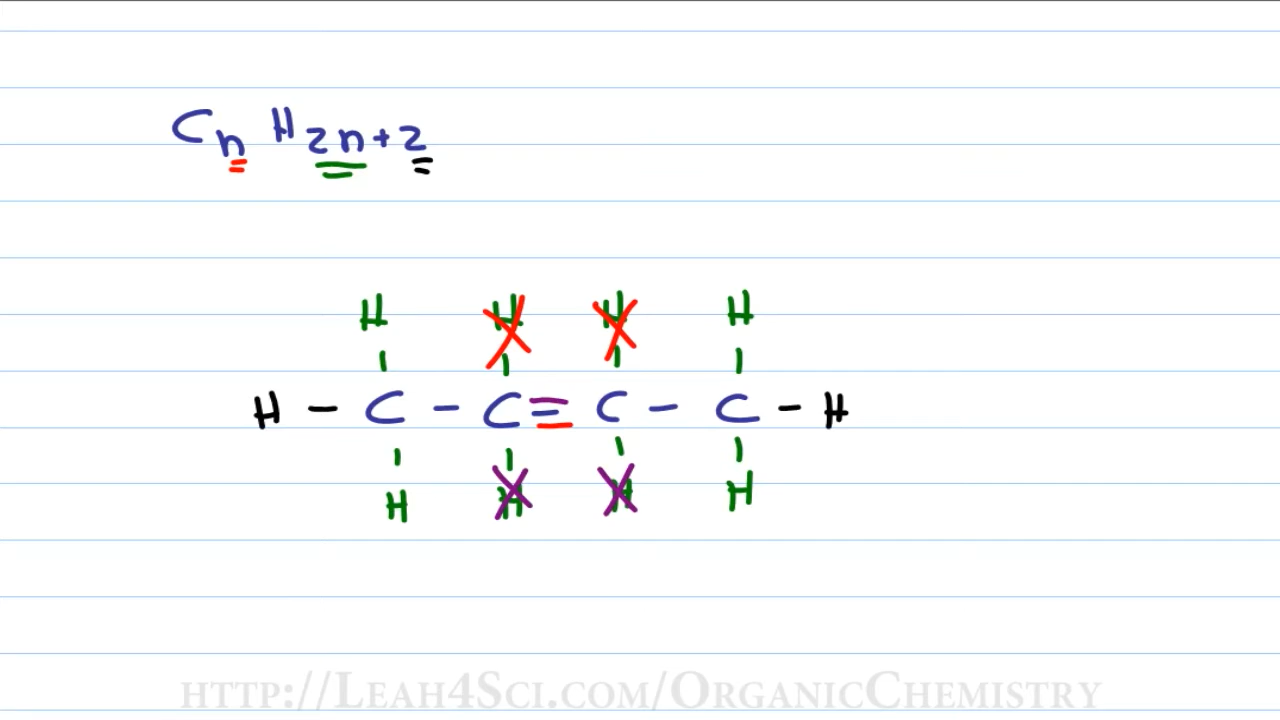 CnH2n+2
H H H H
H - C - C ≡ C - C - H
H H H H
http://Leah4Sci.com/OrganicChemistry